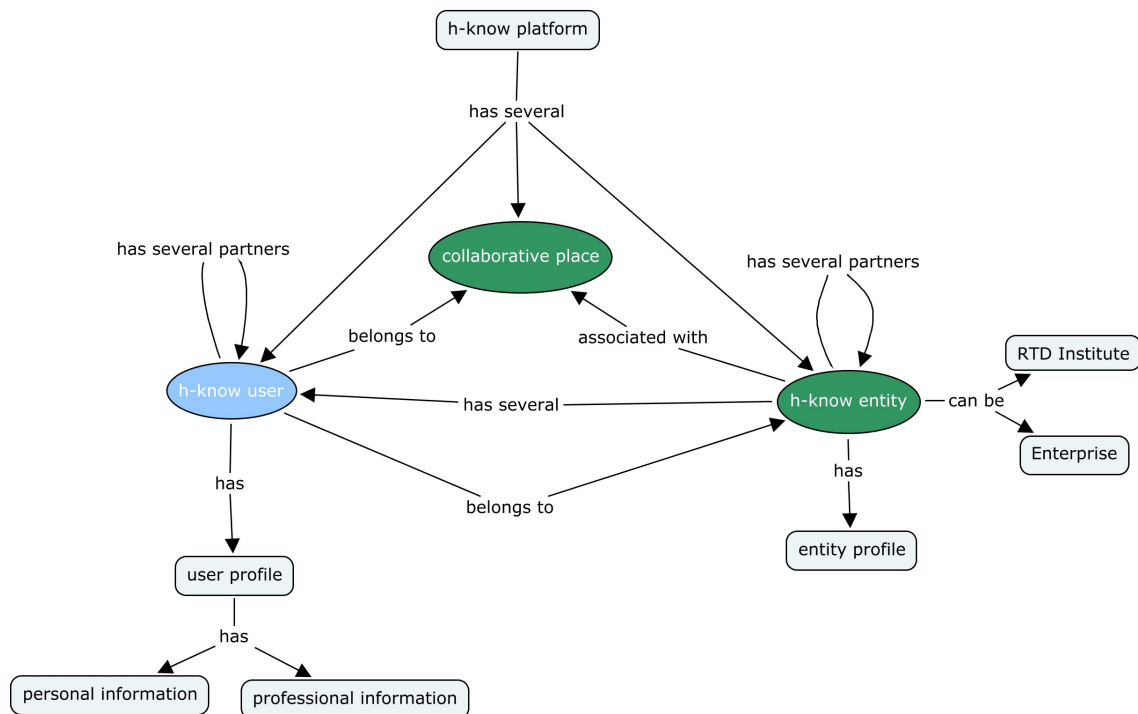 h-know platform
has several
has several partners
collaborative place
has several partners
belongs to
associated with
RTD Institute
h-know user
has several
h-know entity
can be
Enterprise
has
has
belongs to
entity profile
user profile
has
personal information
professional information